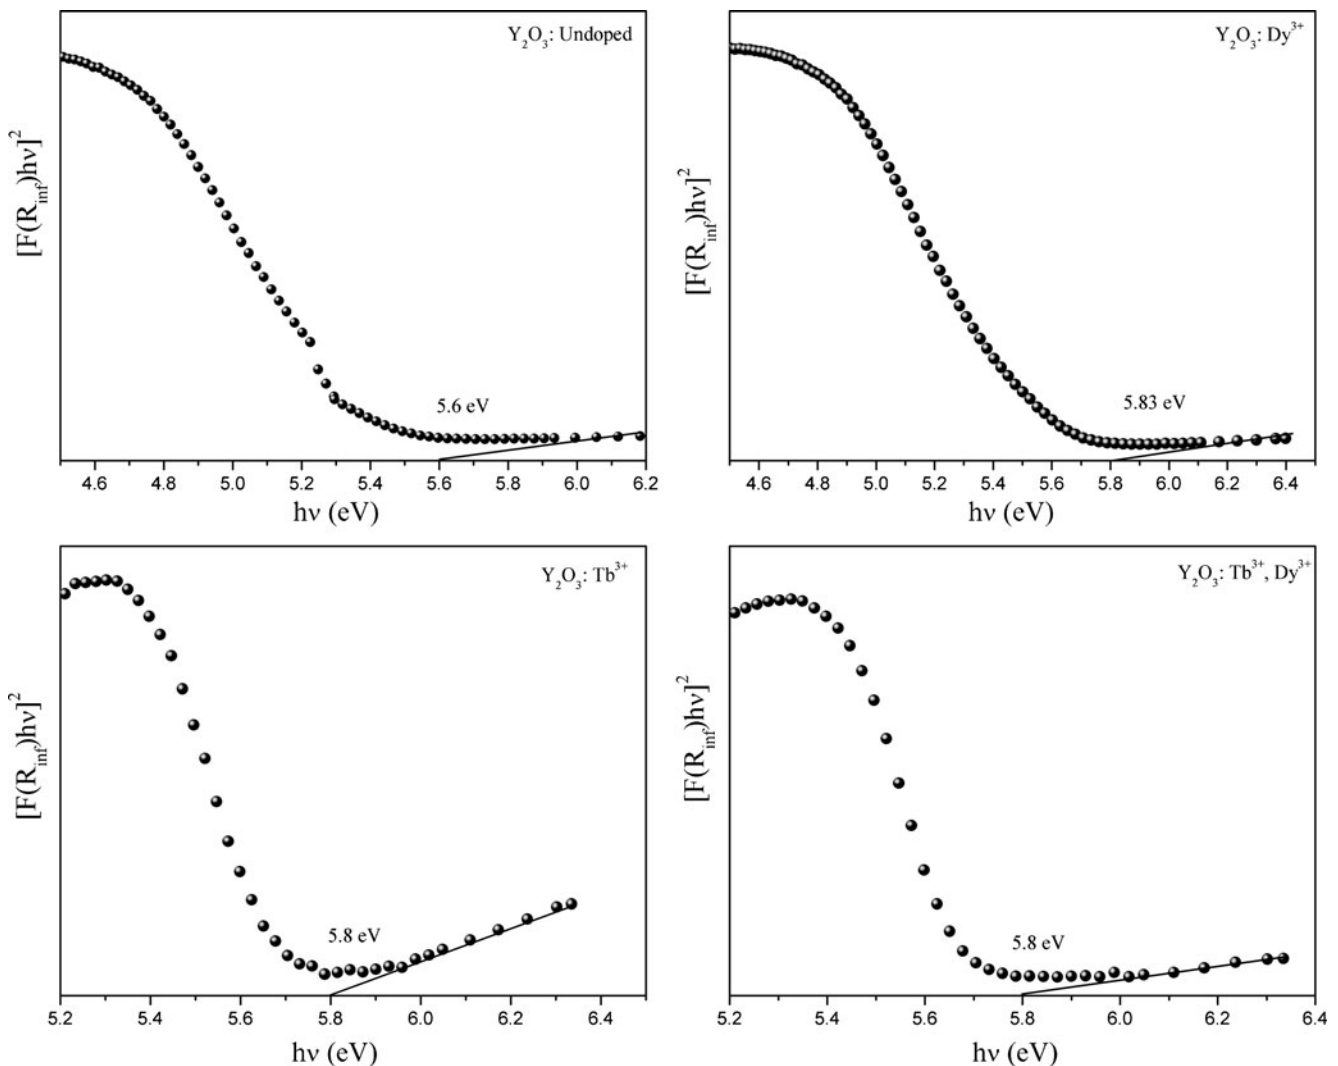 Y₂O₃: Undoped
[F(R_inf)hν]²
5.6 eV
4.6 4.8 5.0 5.2 5.4 5.6 5.8 6.0 6.2
hν (eV)
Y₂O₃: Dy³⁺
[F(R_inf)hν]²
5.83 eV
4.6 4.8 5.0 5.2 5.4 5.6 5.8 6.0 6.2 6.4
hν (eV)
Y₂O₃: Tb³⁺
[F(R_inf)hν]²
5.8 eV
5.2 5.4 5.6 5.8 6.0 6.2 6.4
hν (eV)
Y₂O₃: Tb³⁺, Dy³⁺
[F(R_inf)hν]²
5.8 eV
5.2 5.4 5.6 5.8 6.0 6.2 6.4
hν (eV)